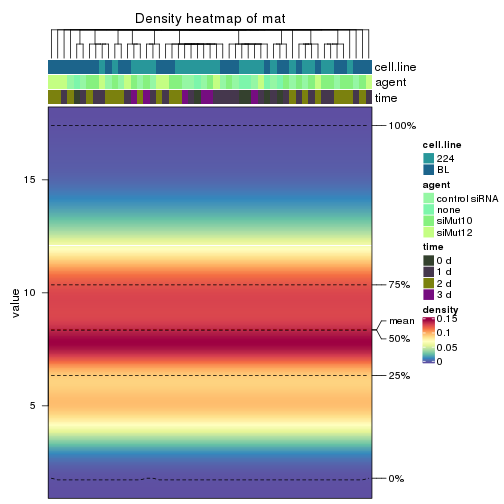 Density heatmap of mat
cell.line
agent
time
100%
75%
mean
50%
25%
0%
value
15
10
5
cell.line
224
BL
agent
control siRNA
none
siMut10
siMut12
time
0 d
1 d
2 d
3 d
density
0.15
0.1
0.05
0